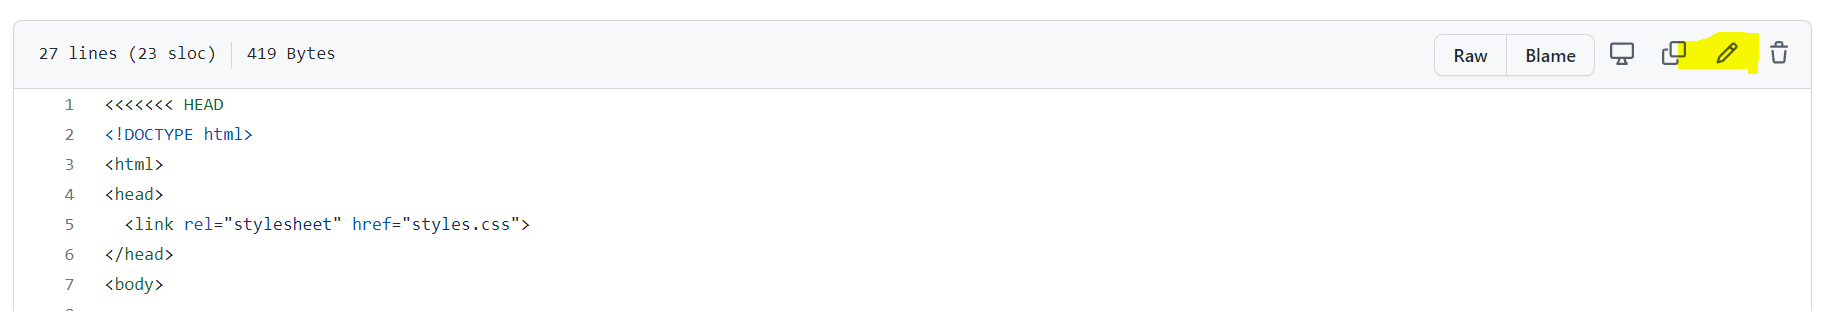 27 lines (23 sloc) 419 Bytes Raw Blame
1 <<<<<<< HEAD
2 <!DOCTYPE html>
3 <html>
4 <head>
5 <link rel="stylesheet" href="styles.css">
6 </head>
7 <body>